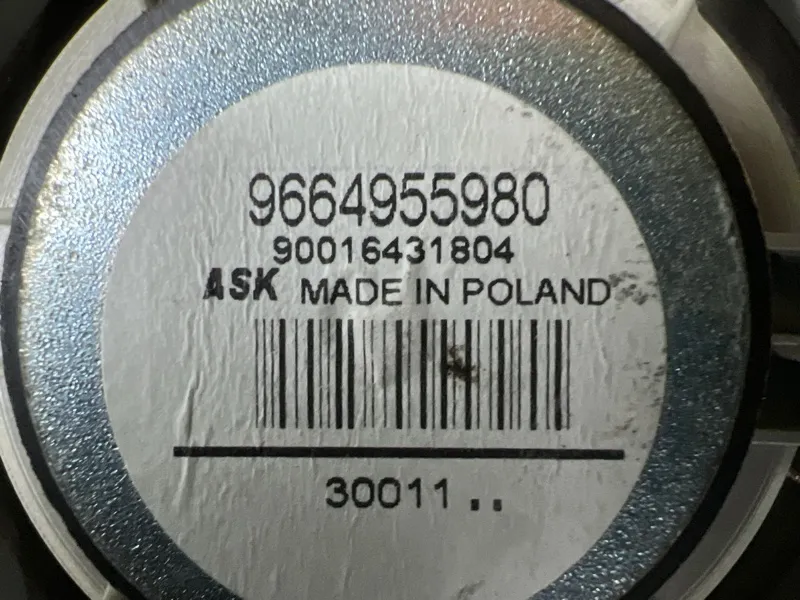 9664955980
90016431804
ASK MADE IN POLAND
30011 ..